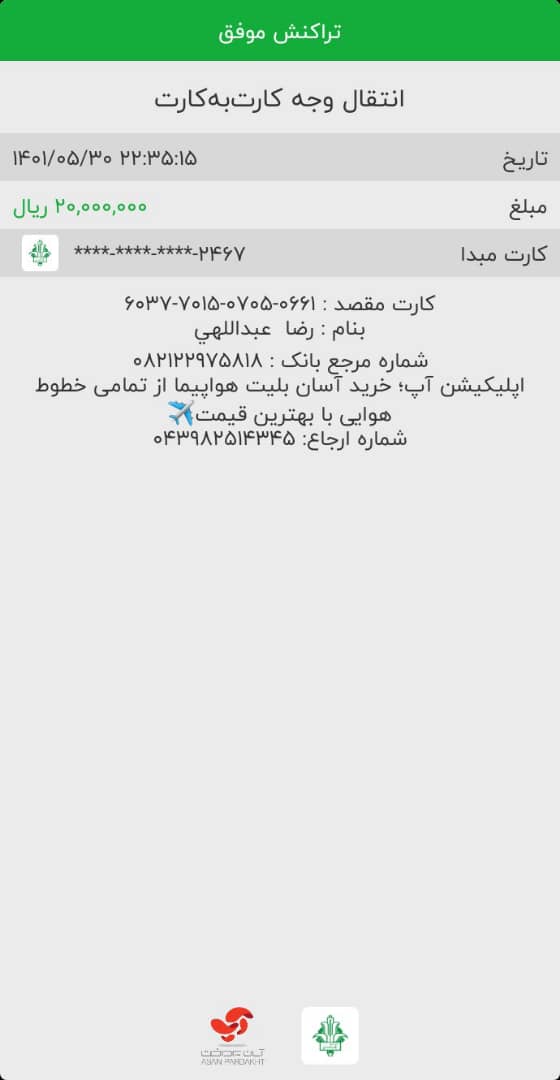 تراکنش موفق
انتقال وجه کارت‌به‌کارت
تاریخ ۱۴۰۱/۰۵/۳۰ ۲۲:۳۵:۱۵
مبلغ ۲۰,۰۰۰,۰۰۰ ریال
کارت مبدا ****-****-****-۲۴۶۷
کارت مقصد : ۶۰۳۷-۷۰۱۵-۰۷۰۵-۰۶۶۱
بنام : رضا عبداللهي
شماره مرجع بانک : ۰۸۲۱۲۲۹۷۵۸۱۸
اپلیکیشن آپ؛ خرید آسان بلیت هواپیما از تمامی خطوط
هوایی با بهترین قیمت✈️
شماره ارجاع: ۰۴۳۹۸۲۵۱۴۳۴۵
آسان پرداخت
ASAN PARDAKHT